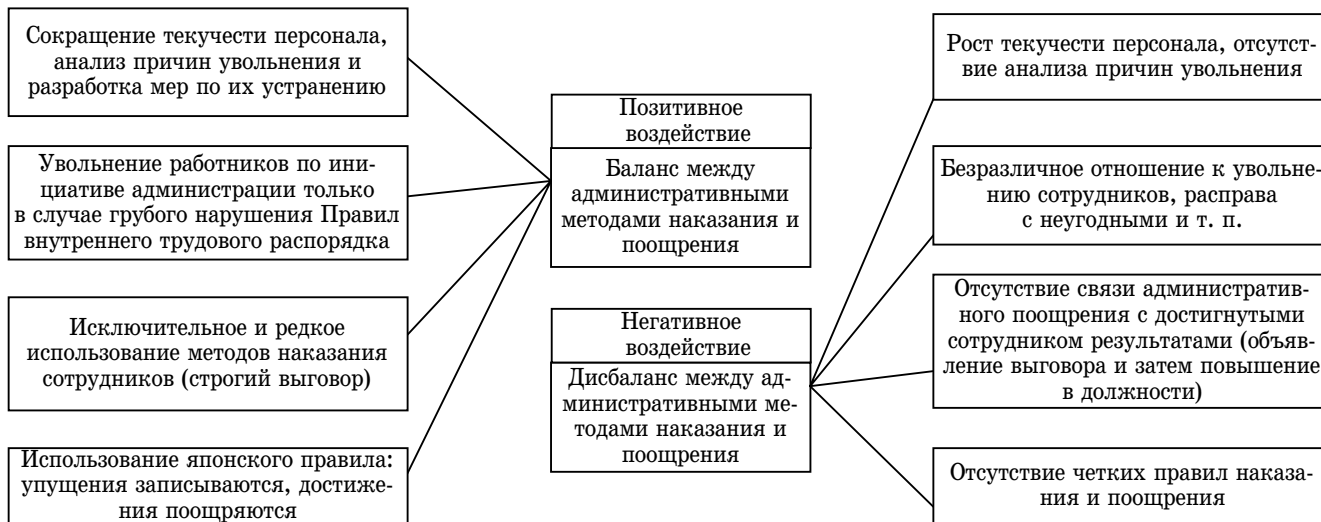 Сокращение текучести персонала,
анализ причин увольнения и
разработка мер по их устранению
Увольнение работников по ини-
циативе администрации только
в случае грубого нарушения Правил
внутреннего трудового распорядка
Исключительное и редкое
использование методов наказания
сотрудников (строгий выговор)
Использование японского правила:
упущения записываются, достиже-
ния поощряются
Позитивное
воздействие
Баланс между
административными
методами наказания и
поощрения
Негативное
воздействие
Дисбаланс между ад-
министративными ме-
тодами наказания и
поощрения
Рост текучести персонала, отсутст-
вие анализа причин увольнения
Безразличное отношение к увольне-
нию сотрудников, расправа
с неугодными и т. п.
Отсутствие связи административ-
ного поощрения с достигнутыми
сотрудником результатами (объяв-
ление выговора и затем повышение
в должности)
Отсутствие четких правил наказа-
ния и поощрения